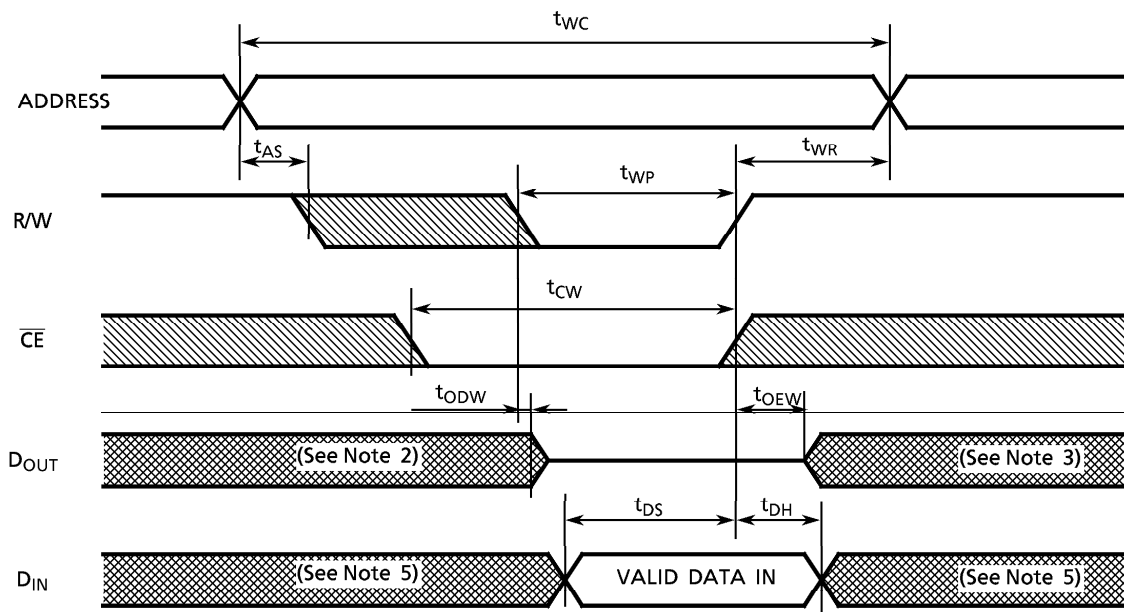 tWC
ADDRESS
tAS
tWR
tWP
R/W
tCW
CE
tODW
tOEW
DOUT
(See Note 2)
(See Note 3)
tDS
tDH
DIN
(See Note 5)
VALID DATA IN
(See Note 5)